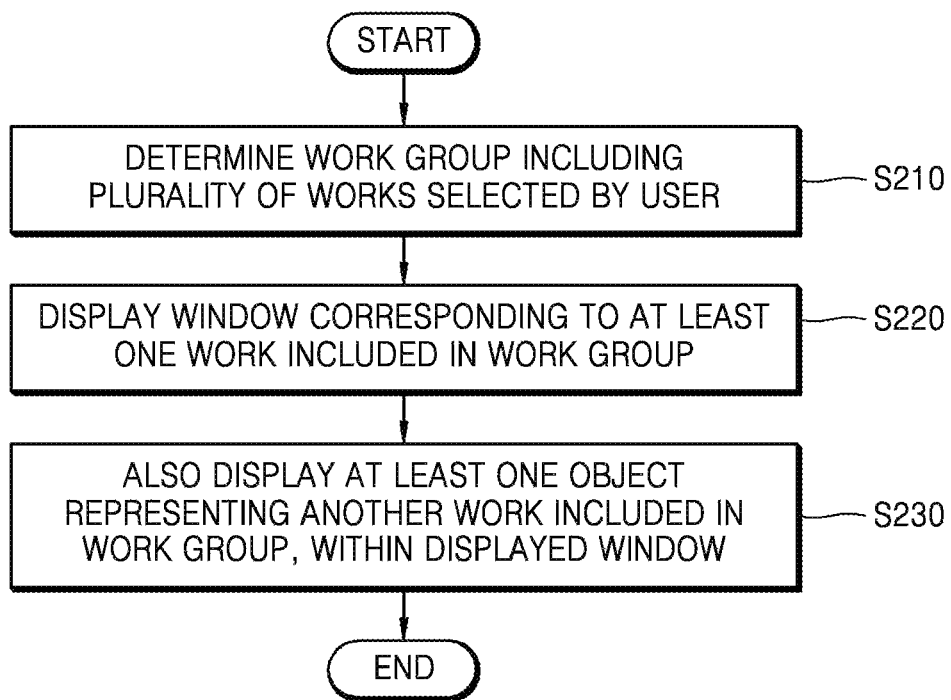 START
DETERMINE WORK GROUP INCLUDING
PLURALITY OF WORKS SELECTED BY USER
S210
DISPLAY WINDOW CORRESPONDING TO AT LEAST
ONE WORK INCLUDED IN WORK GROUP
S220
ALSO DISPLAY AT LEAST ONE OBJECT
REPRESENTING ANOTHER WORK INCLUDED IN
WORK GROUP, WITHIN DISPLAYED WINDOW
S230
END